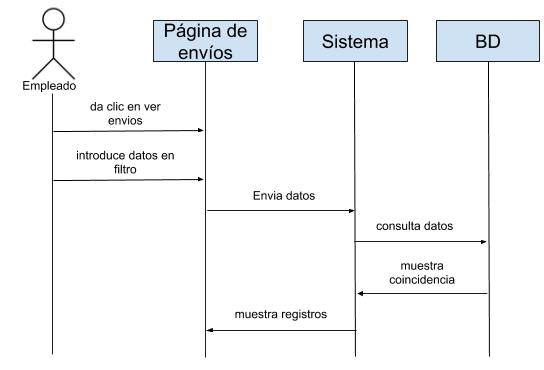 Página de
envíos
Sistema
BD
Empleado
da clic en ver
envios
introduce datos en
filtro
Envia datos
consulta datos
muestra
coincidencia
muestra registros